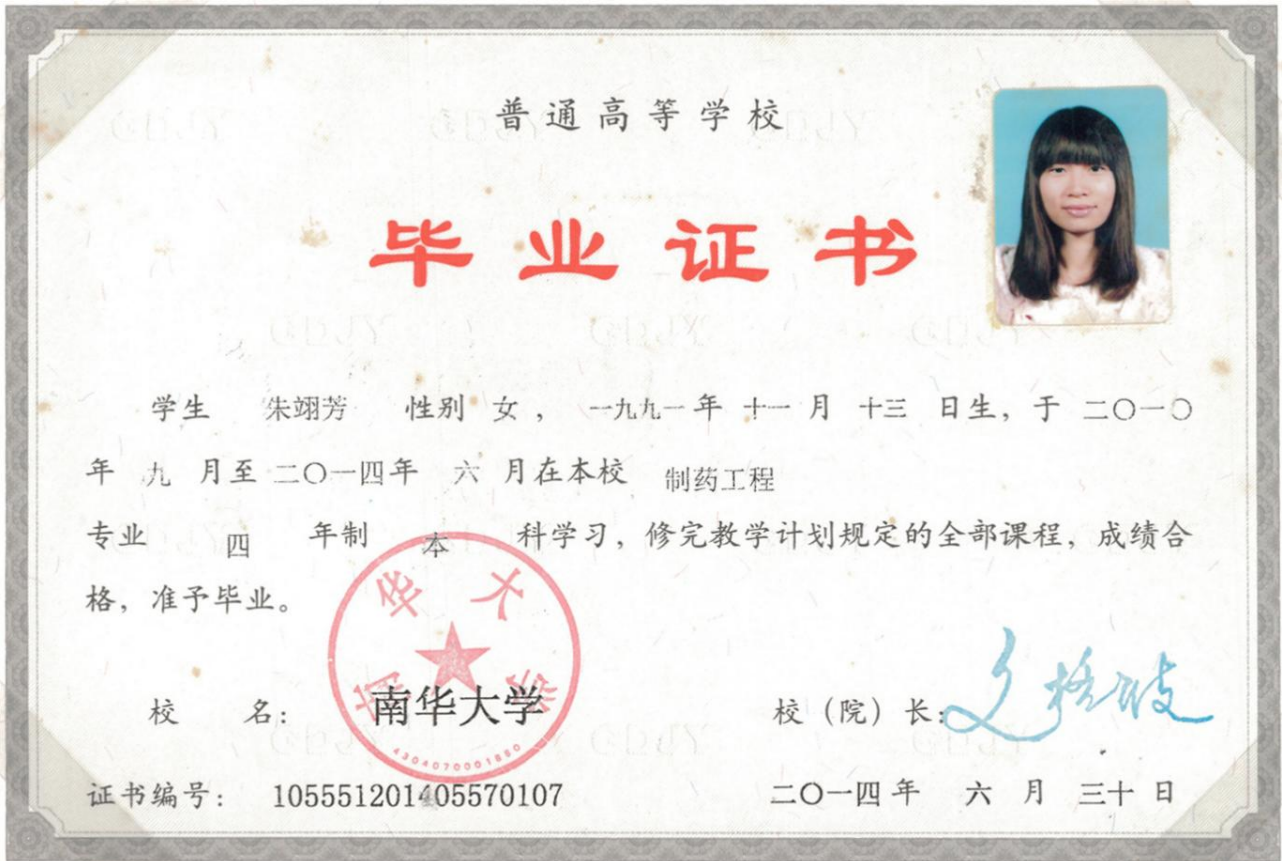 普通高等学校
毕业证书
学生 朱翊芳 性别 女，一九九一年 十一 月 十三 日生，于 二〇一〇
年 九 月至 二〇一四年 六 月在本校 制药工程
专业 四 年制 本 科学习，修完教学计划规定的全部课程，成绩合
格，准予毕业。
南华大学
4304070001880
校 名： 南华大学 校（院）长：
证书编号： 105551201405570107 二〇一四年 六 月 三十 日